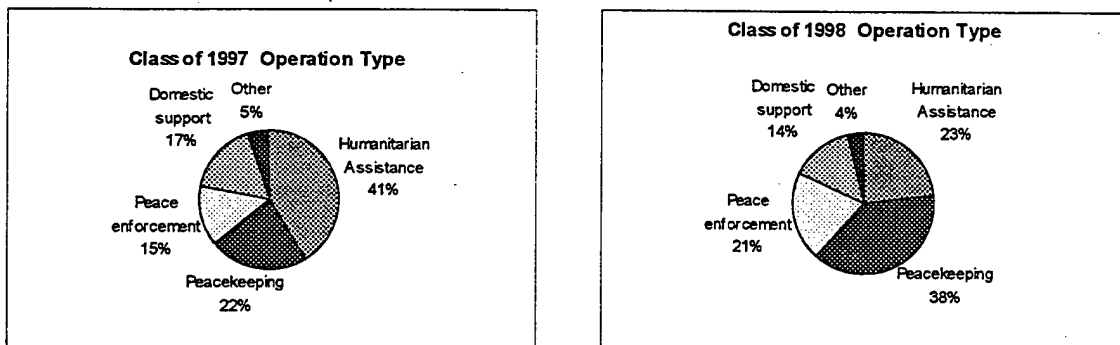 Class of 1997 Operation Type
Other
5%
Domestic
support
17%
Humanitarian
Assistance
41%
Peace
enforcement
15%
Peacekeeping
22%
Class of 1998 Operation Type
Domestic
support
14%
Other
4%
Humanitarian
Assistance
23%
Peace
enforcement
21%
Peacekeeping
38%